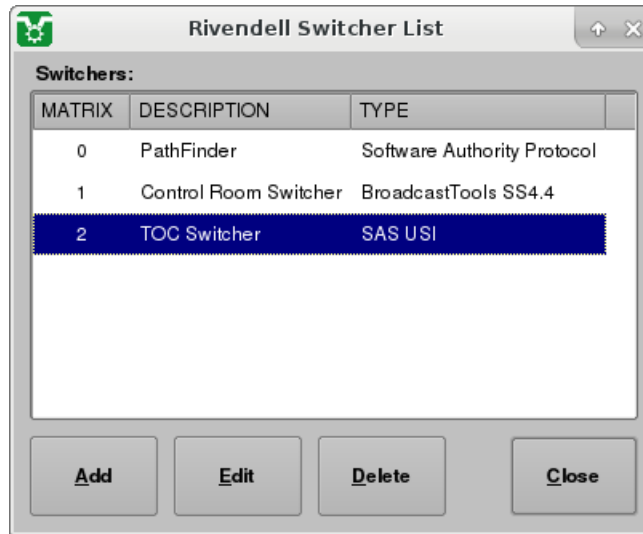 Rivendell Switcher List
Switchers:
MATRIX DESCRIPTION TYPE
0 PathFinder Software Authority Protocol
1 Control Room Switcher BroadcastTools SS4.4
2 TOC Switcher SAS USI
Add Edit Delete Close